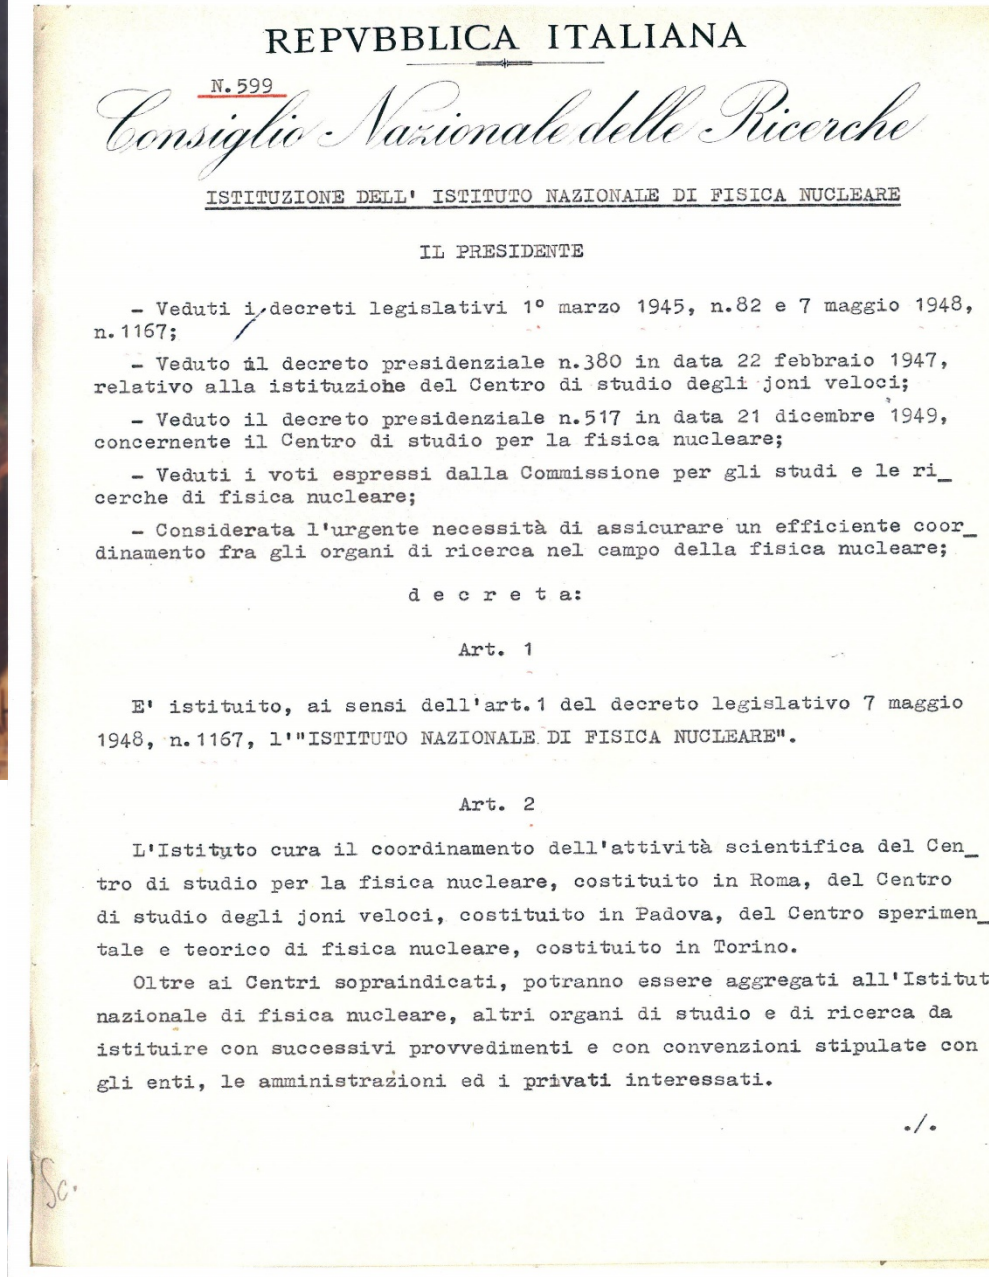 REPVBBLICA ITALIANA
N.599
Consiglio Nazionale delle Ricerche
ISTITUZIONE DELL' ISTITUTO NAZIONALE DI FISICA NUCLEARE
IL PRESIDENTE
- Veduti i decreti legislativi 1° marzo 1945, n.82 e 7 maggio 1948,
n.1167;
- Veduto il decreto presidenziale n.380 in data 22 febbraio 1947,
relativo alla istituzione del Centro di studio degli joni veloci;
- Veduto il decreto presidenziale n.517 in data 21 dicembre 1949,
concernente il Centro di studio per la fisica nucleare;
- Veduti i voti espressi dalla Commissione per gli studi e le ri_
cerche di fisica nucleare;
- Considerata l'urgente necessità di assicurare un efficiente coor_
dinamento fra gli organi di ricerca nel campo della fisica nucleare;
d e c r e t a:
Art. 1
E' istituito, ai sensi dell'art.1 del decreto legislativo 7 maggio
1948, n.1167, l'"ISTITUTO NAZIONALE DI FISICA NUCLEARE".
Art. 2
L'Istituto cura il coordinamento dell'attività scientifica del Cen_
tro di studio per la fisica nucleare, costituito in Roma, del Centro
di studio degli joni veloci, costituito in Padova, del Centro sperimen_
tale e teorico di fisica nucleare, costituito in Torino.
Oltre ai Centri sopraindicati, potranno essere aggregati all'Istitut
nazionale di fisica nucleare, altri organi di studio e di ricerca da
istituire con successivi provvedimenti e con convenzioni stipulate con
gli enti, le amministrazioni ed i privati interessati.
./.
Sc.